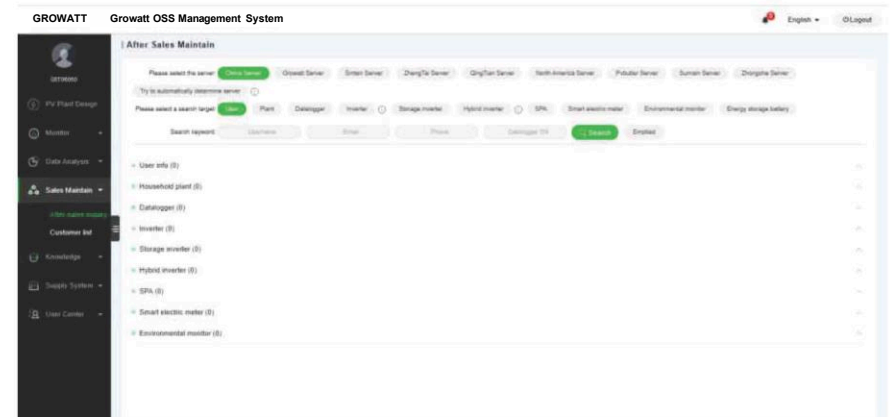 GROWATT Growatt OSS Management System English Logout
After Sales Maintain
Please select the server China Server Growatt Server Server ZhengTai Server QingTian Server North America Server Server Sumrain Server Server
Try to automatically determine server
Please select a search target User Plant Datalogger Inverter Storage inverter Hybrid inverter SPA Smart electric meter Environmental monitor Energy storage battery
Search keyword Username Email Phone Datalogger SN Search Emptied
PV Plant Design
Monitor
Data Analysis
Sales Maintain
Customer list
Knowledge
Supply System
User Center
User info (0)
Household plant (0)
Datalogger (0)
Inverter (0)
Storage inverter (0)
Hybrid inverter (0)
SPA (0)
Smart electric meter (0)
Environmental monitor (0)